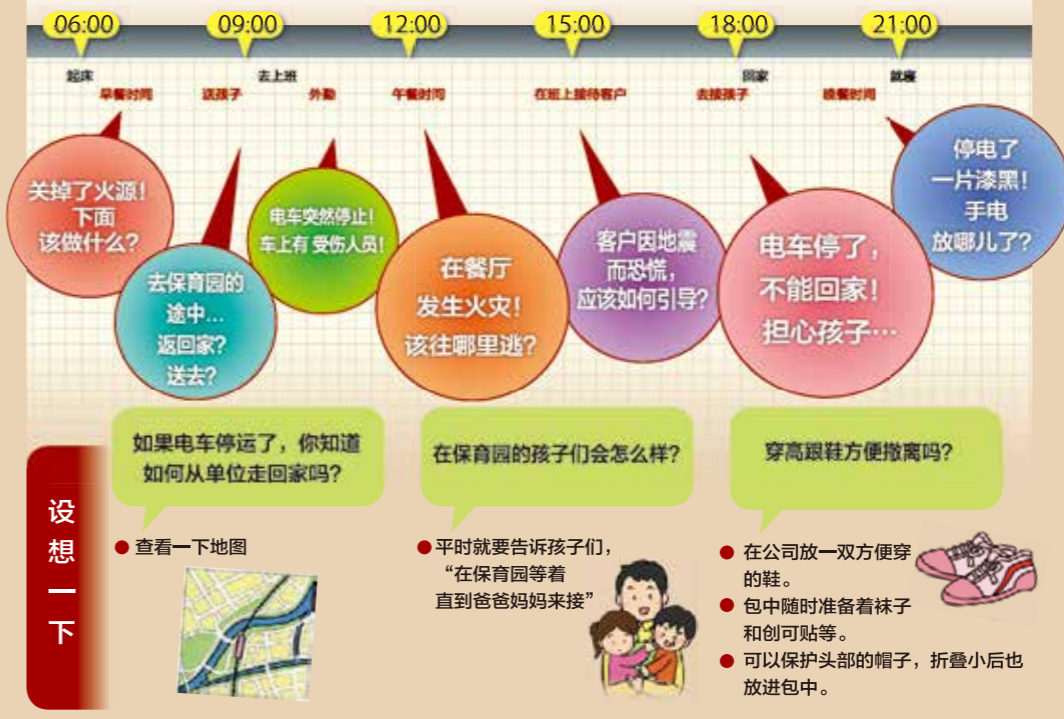 06:00 09:00 12:00 15:00 18:00 21:00
起床 去上班 回家 就寝
早餐时间 送孩子 外勤 午餐时间 在班上接待客户 去接孩子 晚餐时间
关掉了火源!
下面
该做什么?
去保育园的
途中…
返回家?
送去?
电车突然停止!
车上有 受伤人员!
在餐厅
发生火灾!
该往哪里逃?
客户因地震
而恐慌,
应该如何引导?
电车停了,
不能回家!
担心孩子…
停电了
一片漆黑!
手电
放哪儿了?
设想一下
如果电车停运了,你知道
如何从单位走回家吗?
● 查看一下地图
在保育园的孩子们会怎么样?
● 平时就要告诉孩子们,
“在保育园等着
直到爸爸妈妈来接”
穿高跟鞋方便撤离吗?
● 在公司放一双方便穿
的鞋。
● 包中随时准备着袜子
和创可贴等。
● 可以保护头部的帽子,折叠小后也
放进包中。